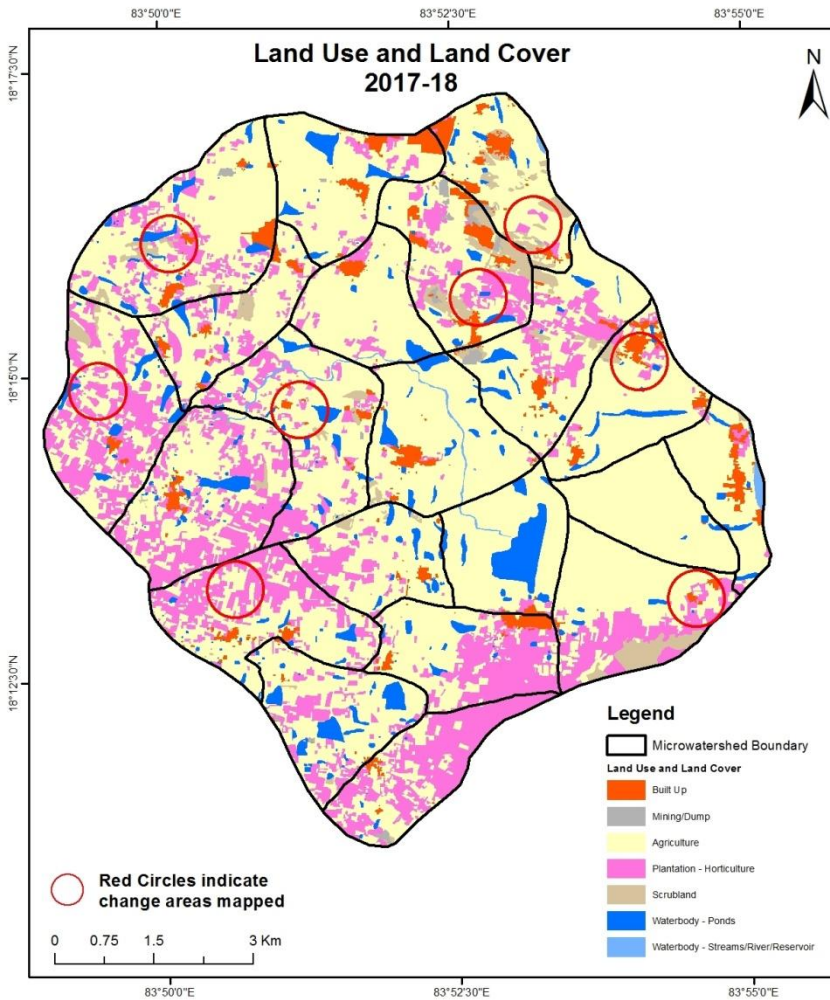 83°50'0"E 83°52'30"E 83°55'0"E
Land Use and Land Cover
2017-18
N
18°17'30"N
18°15'0"N
18°12'30"N
Legend
Microwatershed Boundary
Land Use and Land Cover
Built Up
Mining/Dump
Agriculture
Plantation - Horticulture
Scrubland
Waterbody - Ponds
Waterbody - Streams/River/Reservoir
Red Circles indicate
change areas mapped
0 0.75 1.5 3 Km
83°50'0"E 83°52'30"E 83°55'0"E